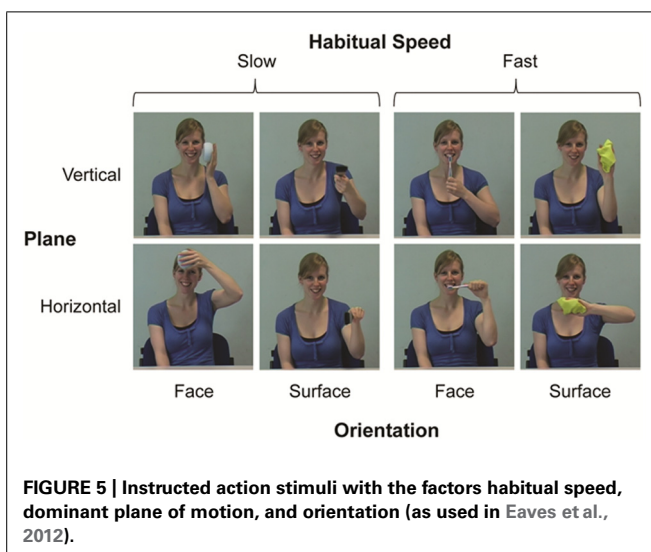 Habitual Speed
Slow Fast
Vertical
Plane
Horizontal
Face Surface Face Surface
Orientation
FIGURE 5 | Instructed action stimuli with the factors habitual speed,
dominant plane of motion, and orientation (as used in Eaves et al.,
2012).